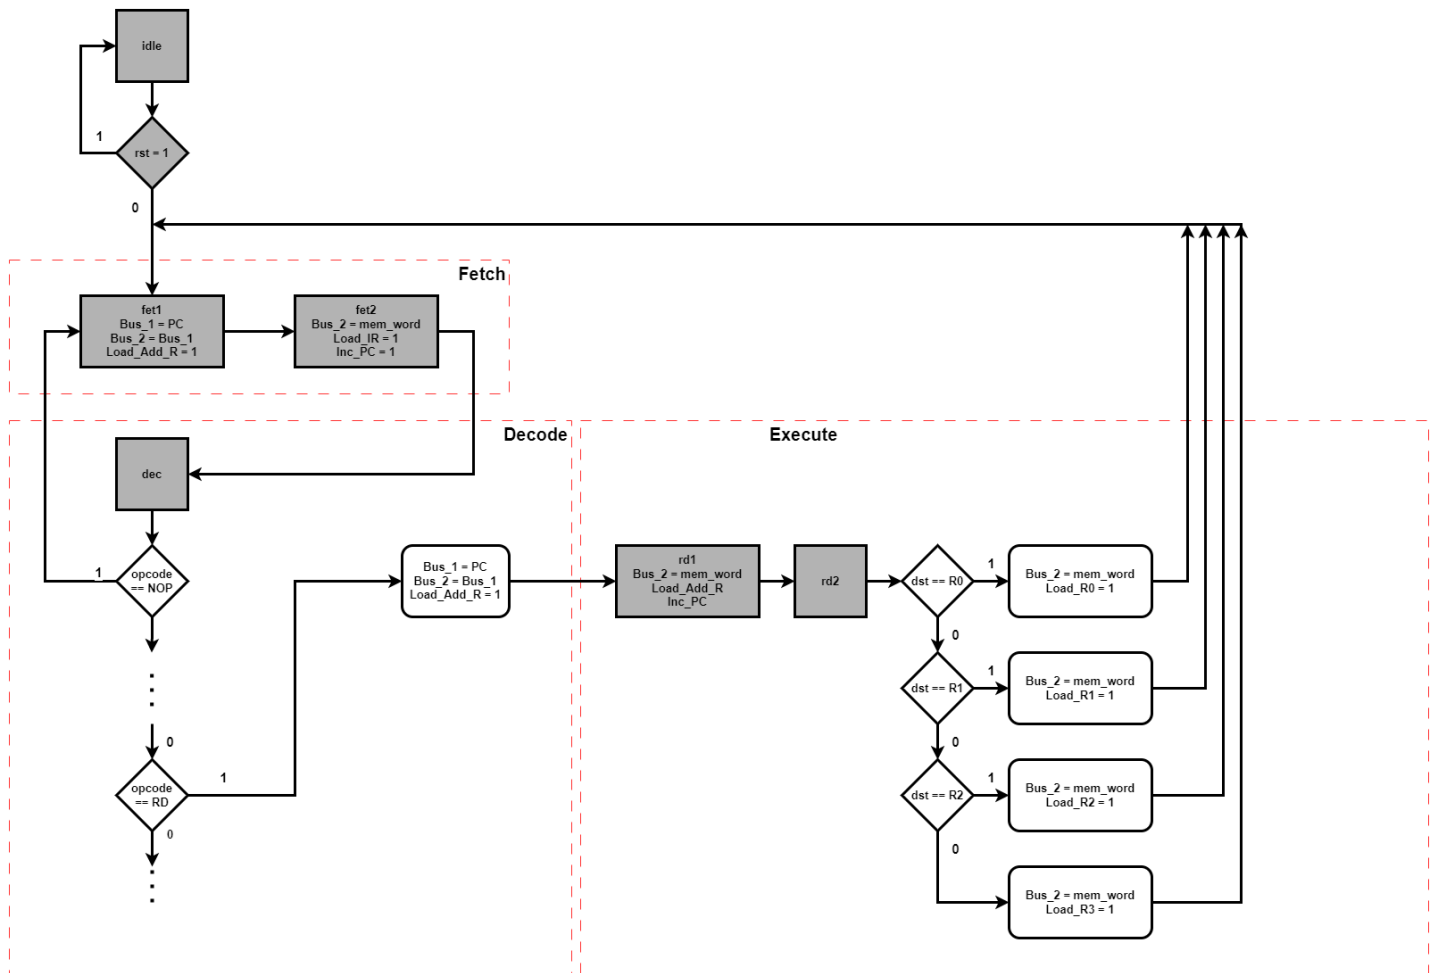 idle
1
rst = 1
0
Fetch
fet1
Bus_1 = PC
Bus_2 = Bus_1
Load_Add_R = 1
fet2
Bus_2 = mem_word
Load_IR = 1
Inc_PC = 1
Decode
Execute
dec
opcode
== NOP
1
Bus_1 = PC
Bus_2 = Bus_1
Load_Add_R = 1
rd1
Bus_2 = mem_word
Load_Add_R
Inc_PC
rd2
dst == R0
1
Bus_2 = mem_word
Load_R0 = 1
0
dst == R1
1
Bus_2 = mem_word
Load_R1 = 1
0
0
opcode
== RD
1
0
dst == R2
1
Bus_2 = mem_word
Load_R2 = 1
0
Bus_2 = mem_word
Load_R3 = 1